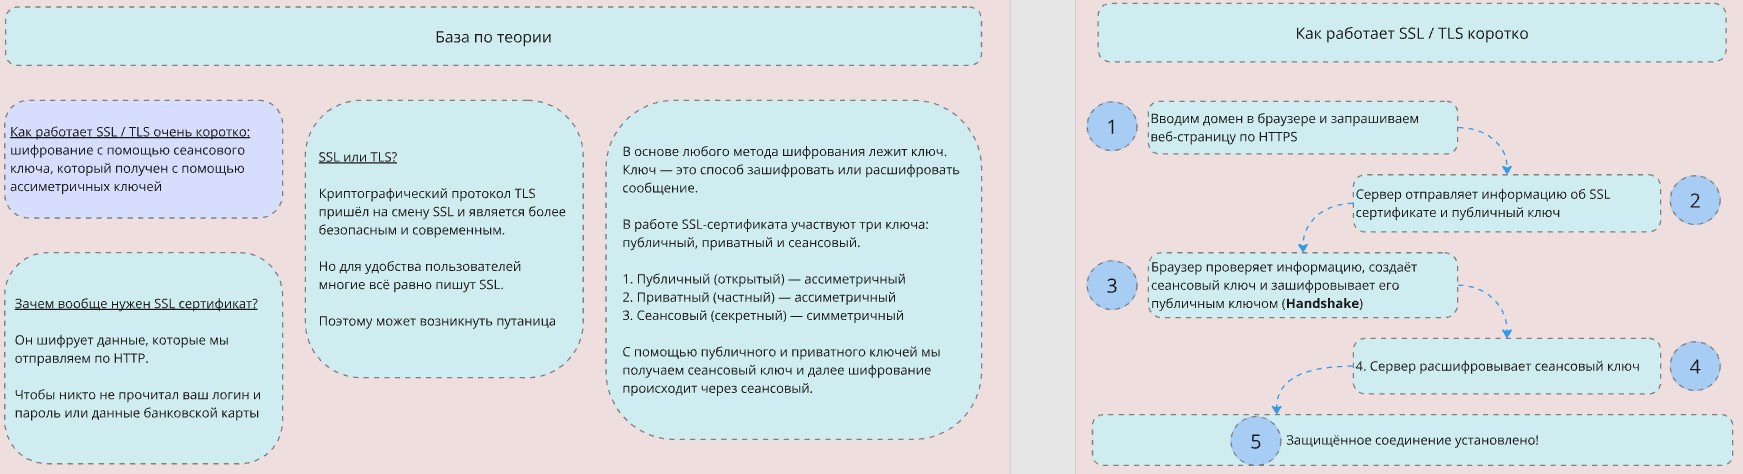 База по теории
Как работает SSL / TLS очень коротко:
шифрование с помощью сеансового
ключа, который получен с помощью
ассиметричных ключей
Зачем вообще нужен SSL сертификат?
Он шифрует данные, которые мы
отправляем по HTTP.
Чтобы никто не прочитал ваш логин и
пароль или данные банковской карты
SSL или TLS?
Криптографический протокол TLS
пришёл на смену SSL и является более
безопасным и современным.
Но для удобства пользователей
многие всё равно пишут SSL.
Поэтому может возникнуть путаница
В основе любого метода шифрования лежит ключ.
Ключ — это способ зашифровать или расшифровать
сообщение.
В работе SSL-сертификата участвуют три ключа:
публичный, приватный и сеансовый.
1. Публичный (открытый) — ассиметричный
2. Приватный (частный) — ассиметричный
3. Сеансовый (секретный) — симметричный
С помощью публичного и приватного ключей мы
получаем сеансовый ключ и далее шифрование
происходит через сеансовый.
Как работает SSL / TLS коротко
1
Вводим домен в браузере и запрашиваем
веб-страницу по HTTPS
Сервер отправляет информацию об SSL
сертификате и публичный ключ
2
3
Браузер проверяет информацию, создаёт
сеансовый ключ и зашифровывает его
публичным ключом (Handshake)
4. Сервер расшифровывает сеансовый ключ
4
5
Защищённое соединение установлено!